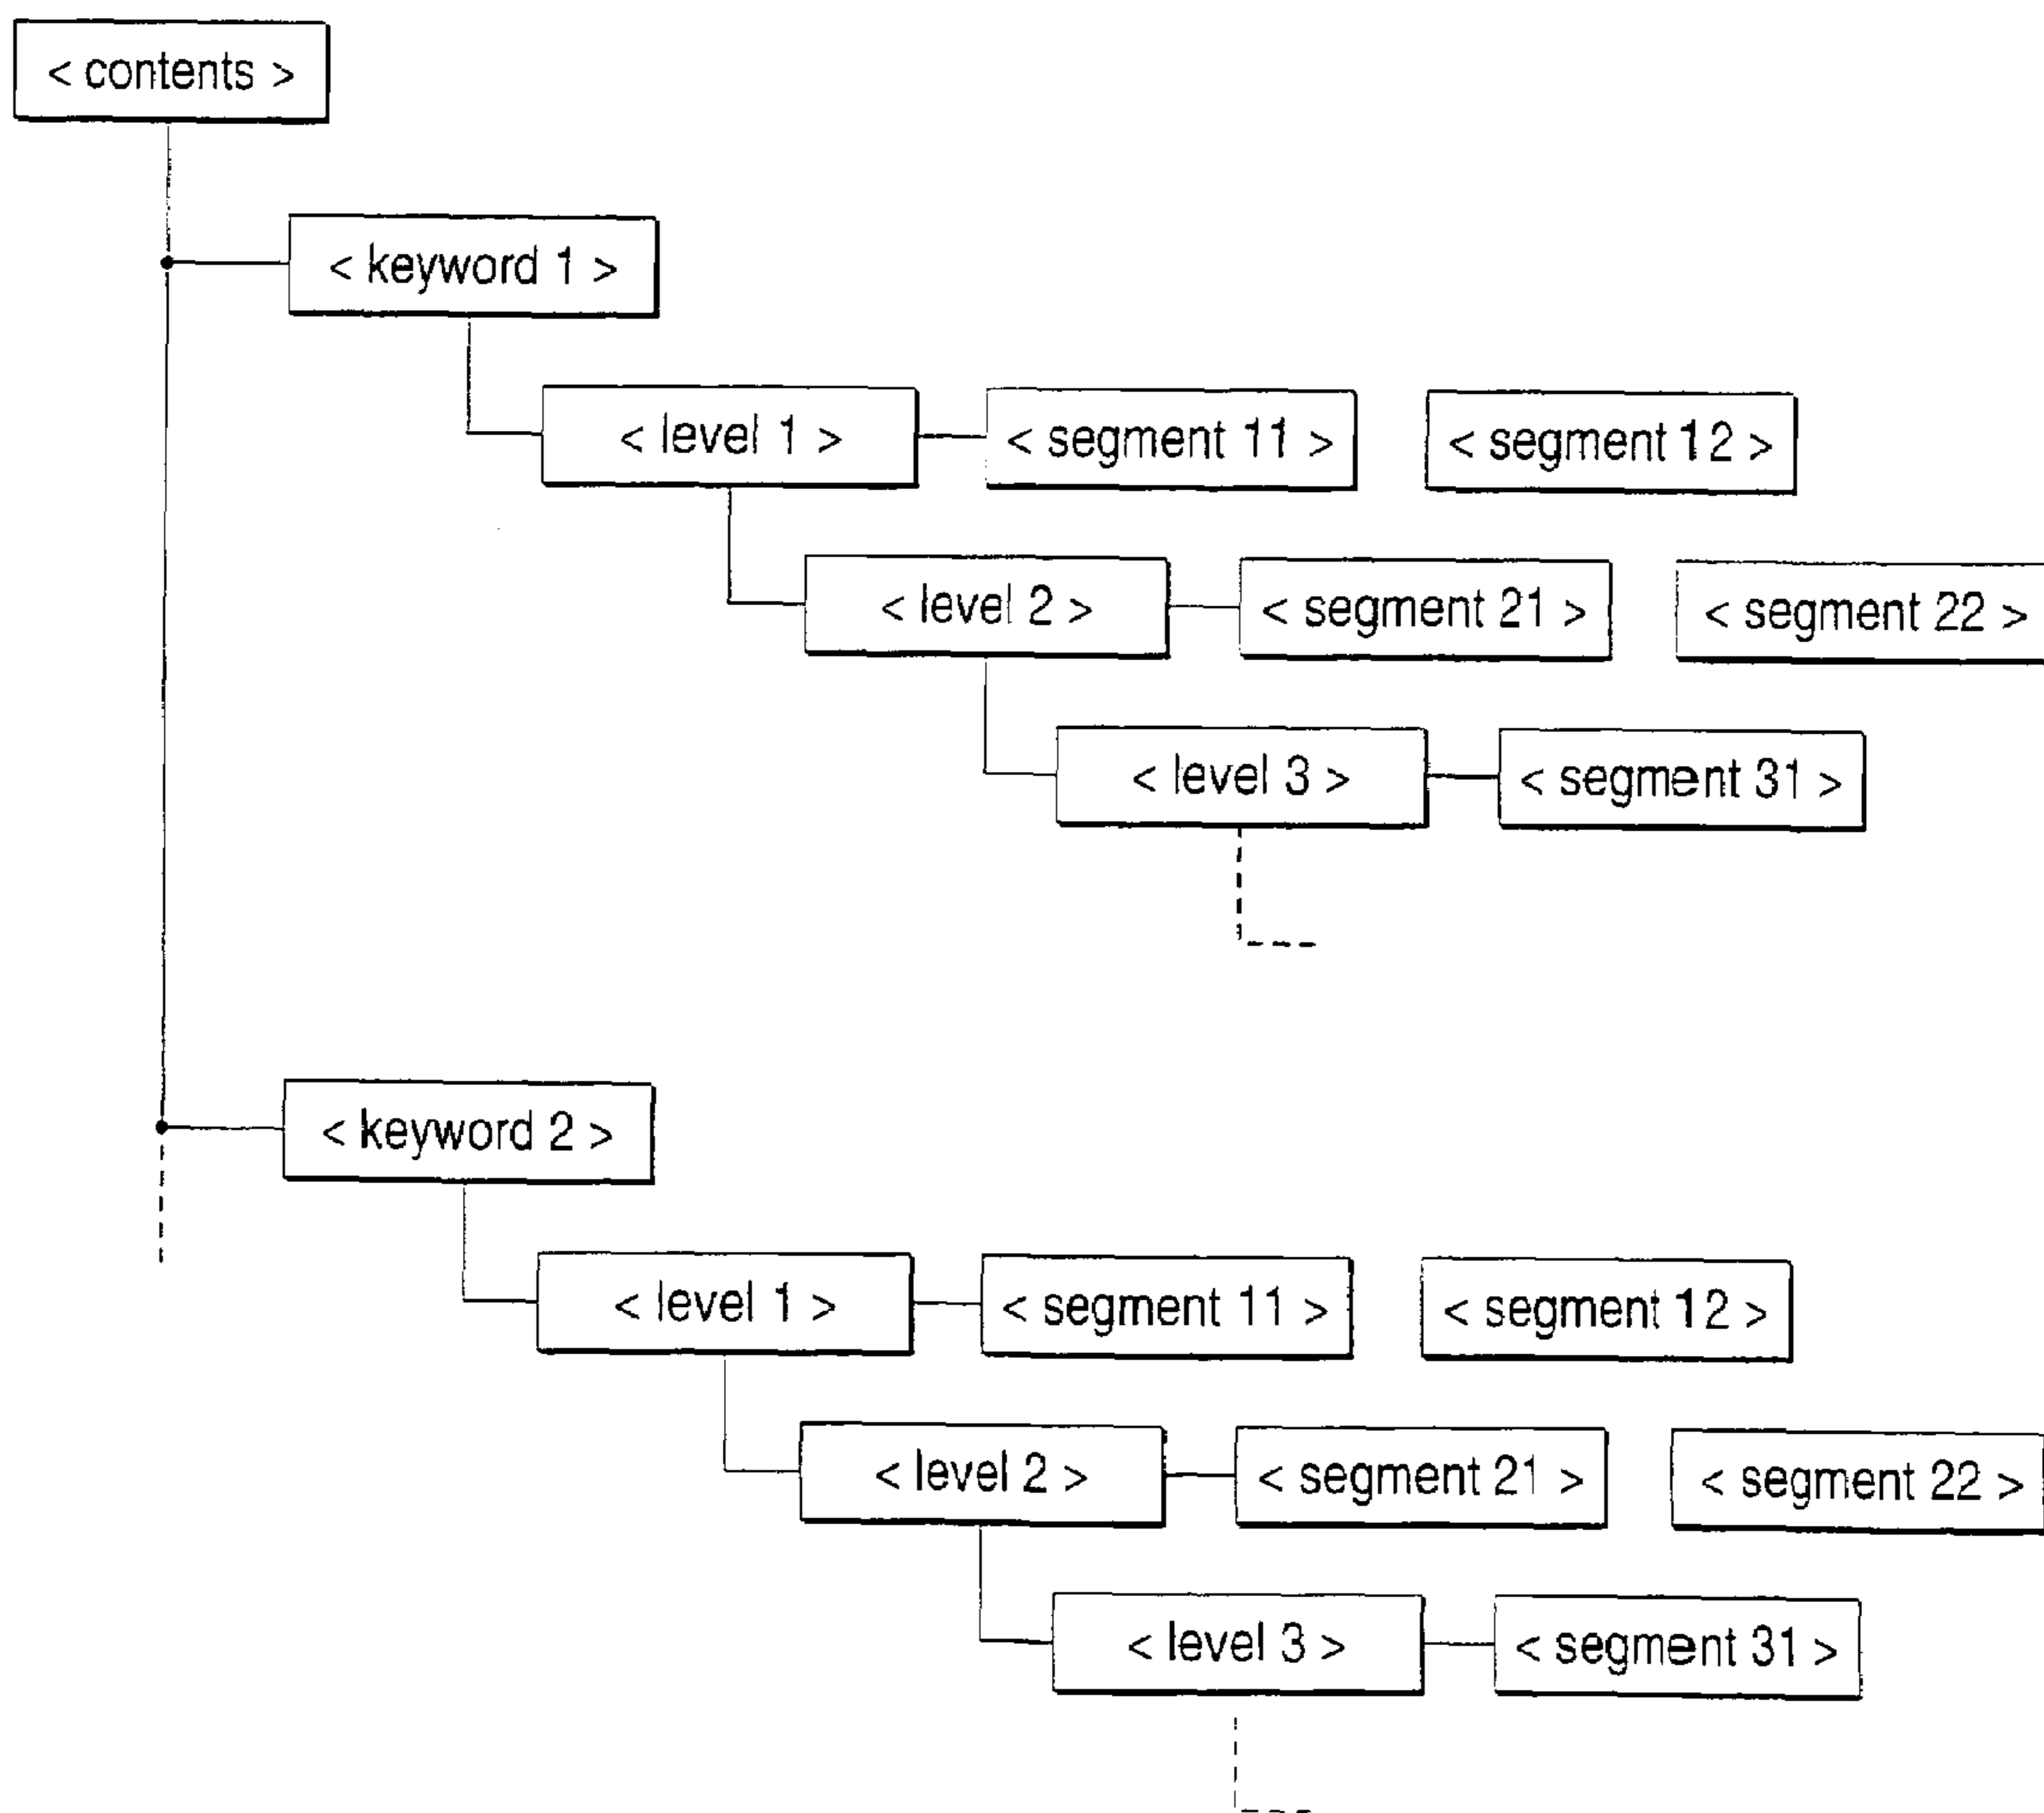 < contents >
< keyword 1 >
< level 1 > < segment 11 > < segment 12 >
< level 2 > < segment 21 > < segment 22 >
< level 3 > < segment 31 >
< keyword 2 >
< level 1 > < segment 11 > < segment 12 >
< level 2 > < segment 21 > < segment 22 >
< level 3 > < segment 31 >